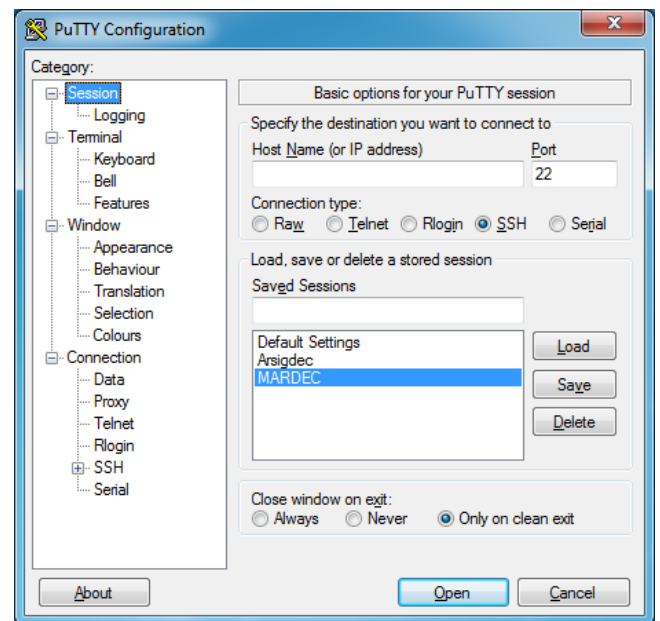 PuTTY Configuration
Category:
Session
Logging
Terminal
Keyboard
Bell
Features
Window
Appearance
Behaviour
Translation
Selection
Colours
Connection
Data
Proxy
Telnet
Rlogin
SSH
Serial
Basic options for your PuTTY session
Specify the destination you want to connect to
Host Name (or IP address) Port
22
Connection type:
Raw Telnet Rlogin SSH Serial
Load, save or delete a stored session
Saved Sessions
Default Settings
Arsigdec
MARDEC
Load
Save
Delete
Close window on exit:
Always Never Only on clean exit
About Open Cancel